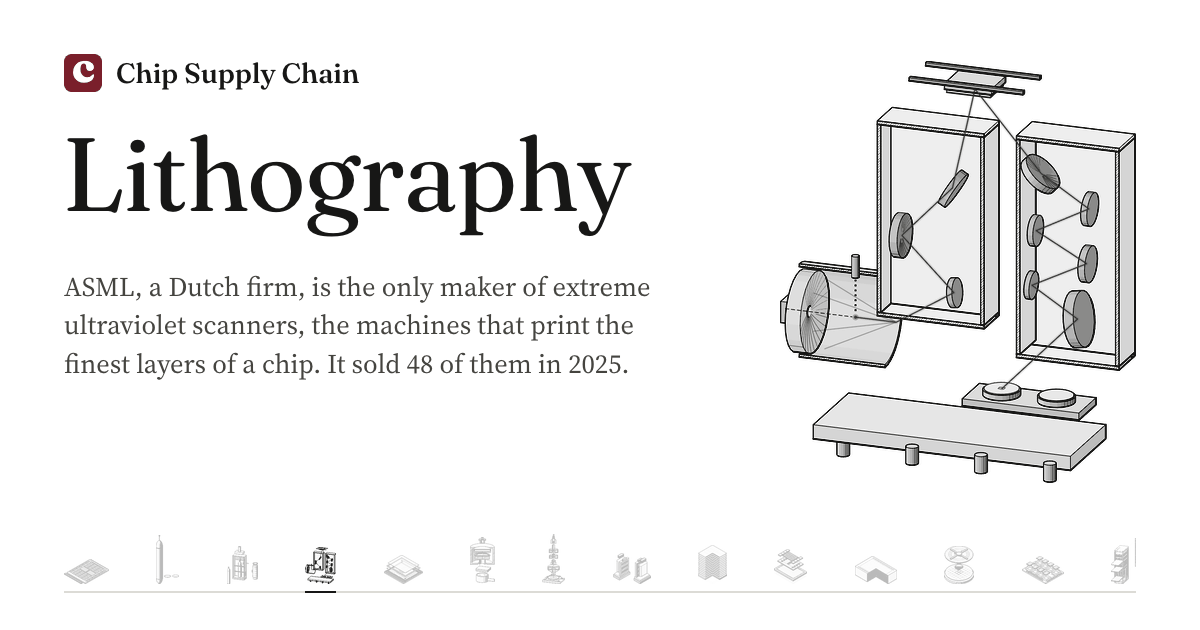 C Chip Supply Chain
Lithography
ASML, a Dutch firm, is the only maker of extreme
ultraviolet scanners, the machines that print the
finest layers of a chip. It sold 48 of them in 2025.